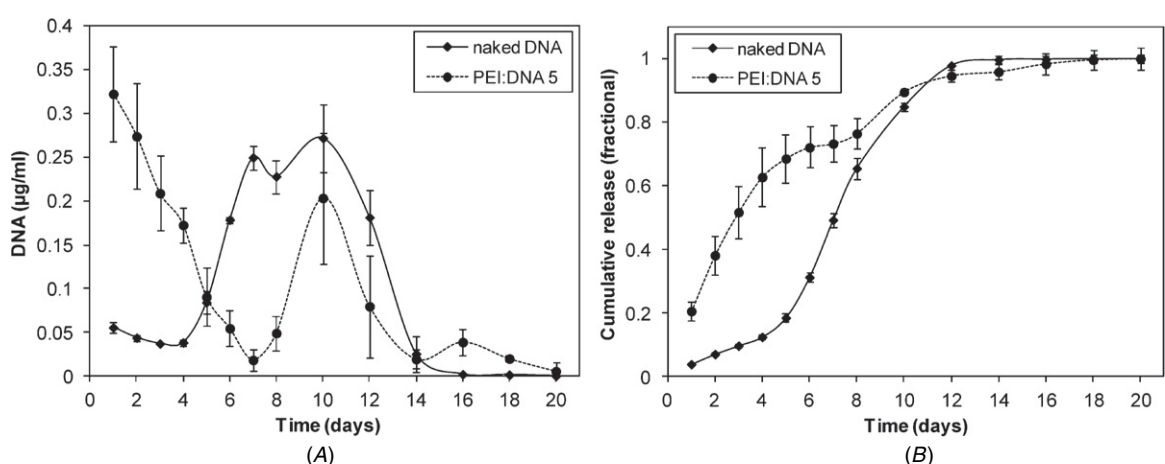 0.4
0.35
0.3
0.25
0.2
0.15
0.1
0.05
0
DNA (µg/ml)
naked DNA
PEI:DNA 5
0 2 4 6 8 10 12 14 16 18 20
Time (days)
(A)
1
0.8
0.6
0.4
0.2
0
Cumulative release (fractional)
naked DNA
PEI:DNA 5
0 2 4 6 8 10 12 14 16 18 20
Time (days)
(B)